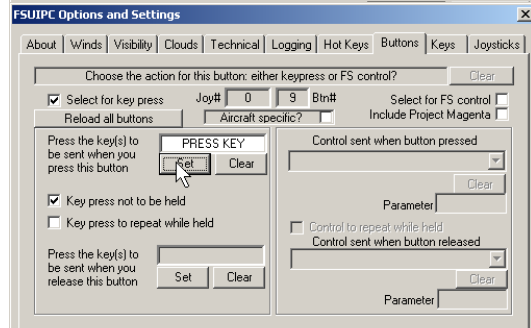 FSUIPC Options and Settings
About Winds Visibility Clouds Technical Logging Hot Keys Buttons Keys Joysticks
Choose the action for this button: either keypress or FS control? Clear
Select for key press Joy# 0 9 Btn# Select for FS control
Reload all buttons Aircraft specific? Include Project Magenta
Press the key(s) to
be sent when you
press this button
PRESS KEY
Set Clear
Key press not to be held
Key press to repeat while held
Press the key(s) to
be sent when you
release this button
Set Clear
Control sent when button pressed
Clear
Parameter
Control to repeat while held
Control sent when button released
Clear
Parameter